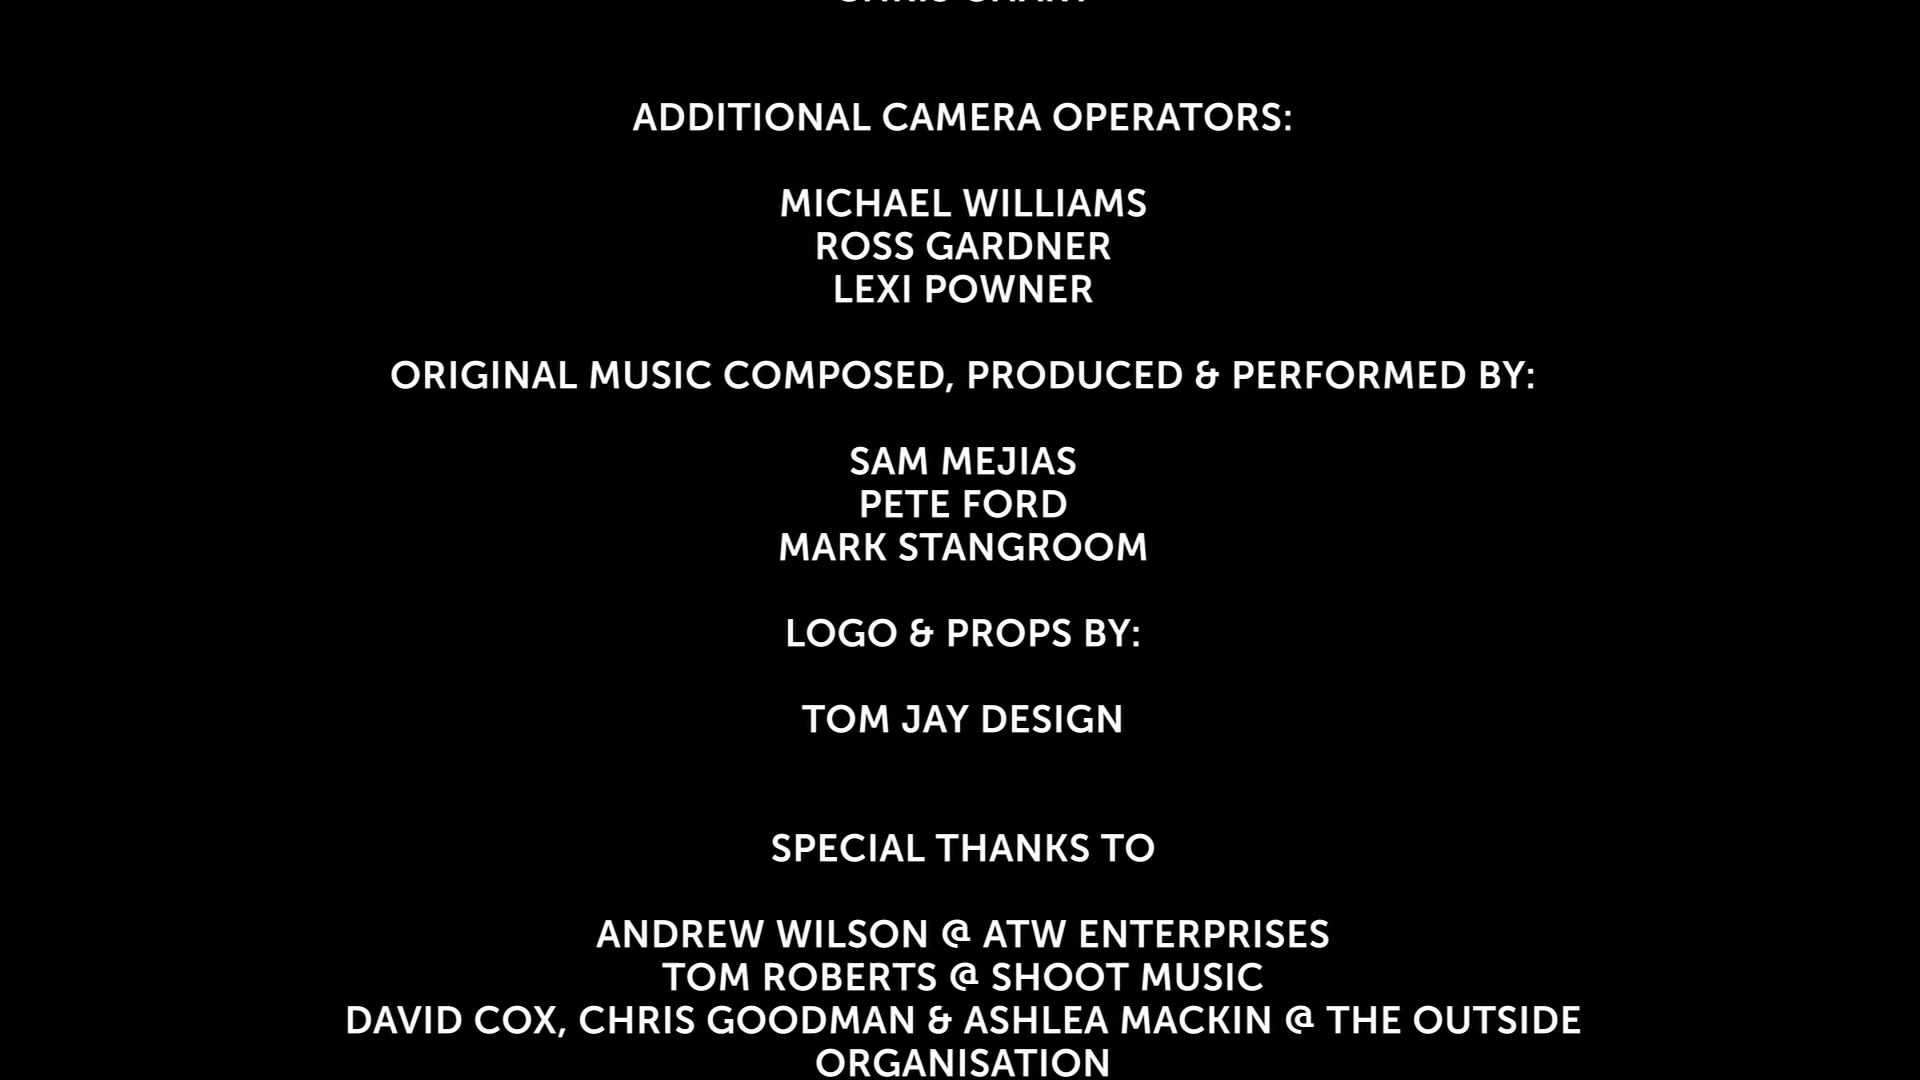 ADDITIONAL CAMERA OPERATORS:
MICHAEL WILLIAMS
ROSS GARDNER
LEXI POWNER
ORIGINAL MUSIC COMPOSED, PRODUCED & PERFORMED BY:
SAM MEJIAS
PETE FORD
MARK STANGROOM
LOGO & PROPS BY:
TOM JAY DESIGN
SPECIAL THANKS TO
ANDREW WILSON @ ATW ENTERPRISES
TOM ROBERTS @ SHOOT MUSIC
DAVID COX, CHRIS GOODMAN & ASHLEA MACKIN @ THE OUTSIDE
ORGANISATION